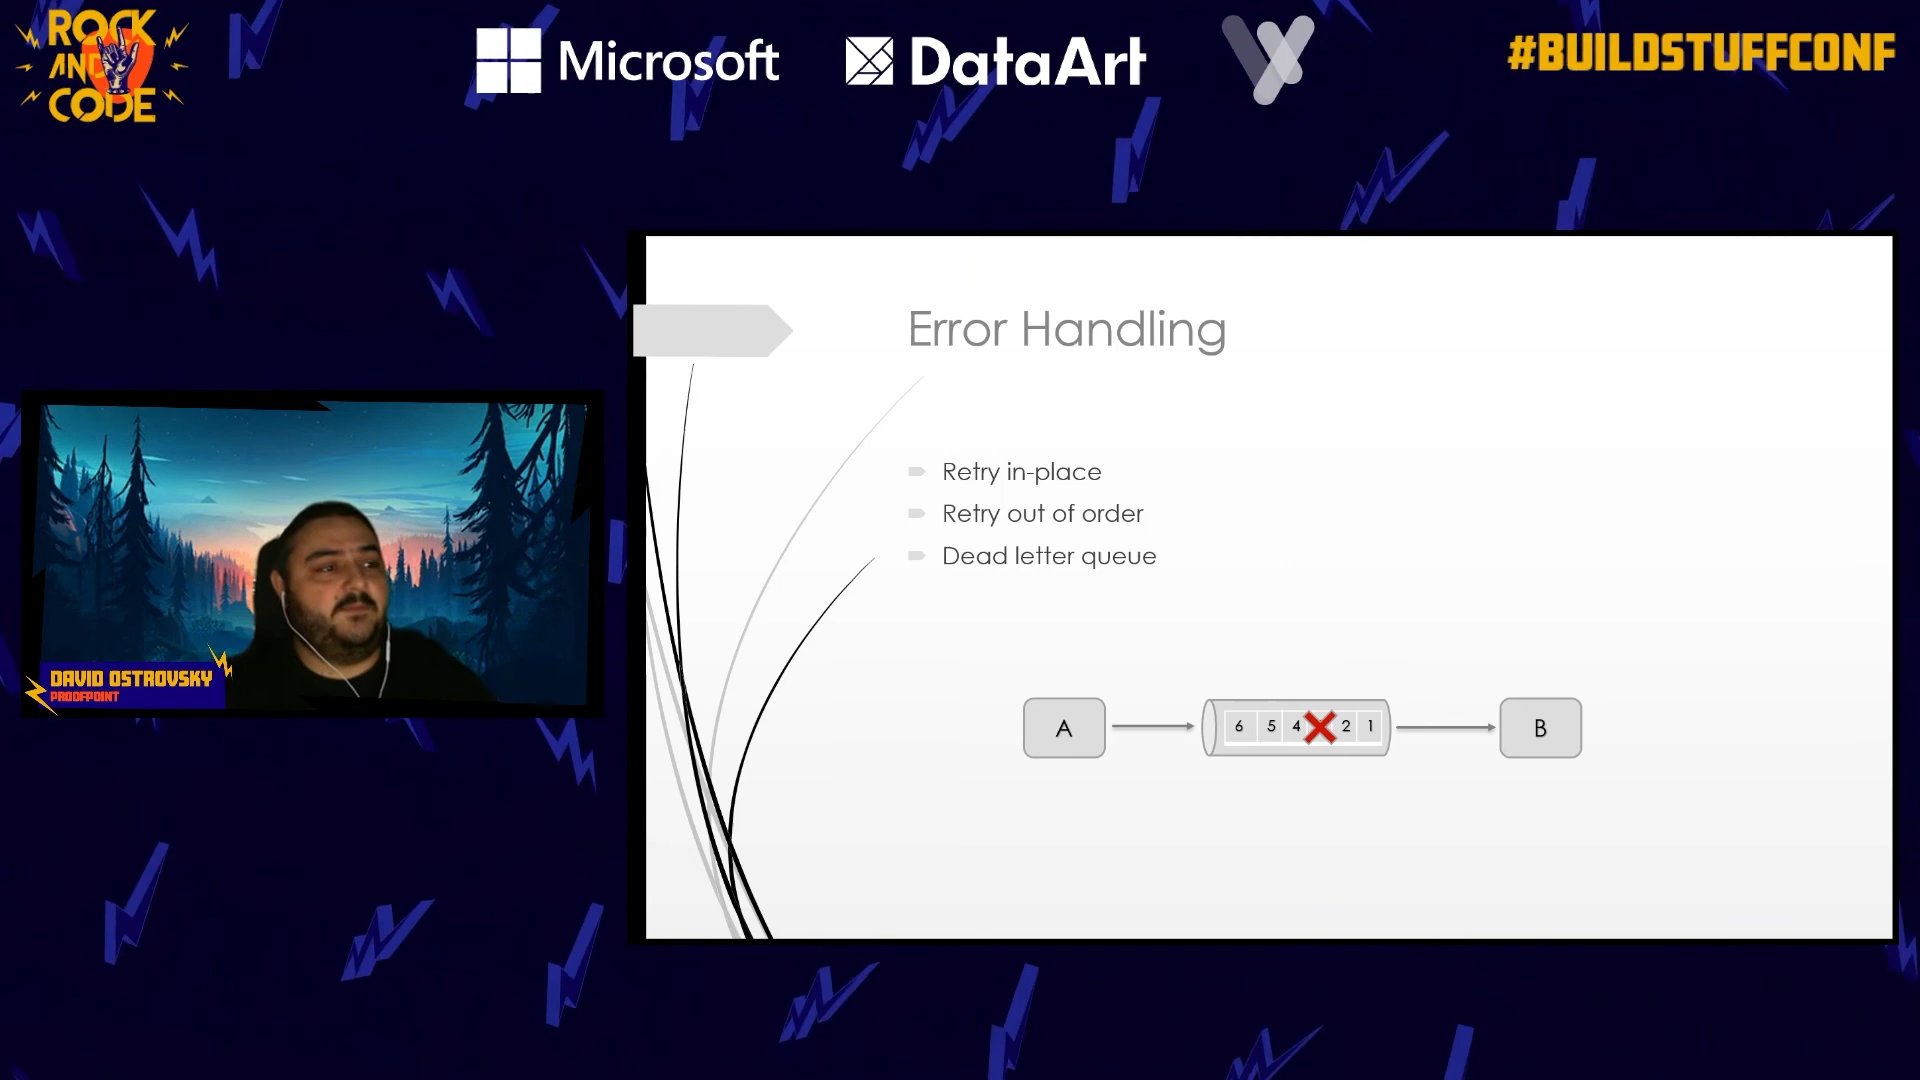 ROCK
AND
CODE
Microsoft
DataArt
#BUILDSTUFFCONF
Error Handling
Retry in-place
Retry out of order
Dead letter queue
A
6 5 4 2 1
B
DAVID OSTROVSKY
PROOFPOINT